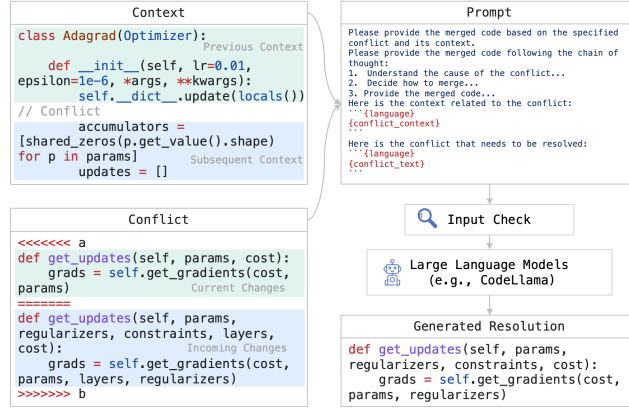 Context
class Adagrad(Optimizer):
Previous Context
def __init__(self, lr=0.01,
epsilon=1e-6, *args, **kwargs):
self.__dict__.update(locals())
// Conflict
accumulators =
[shared_zeros(p.get_value().shape)
for p in params]
Subsequent Context
updates = []
Conflict
<<<<<<< a
def get_updates(self, params, cost):
grads = self.get_gradients(cost,
params)
Current Changes
=======
def get_updates(self, params,
regularizers, constraints, layers,
cost):
Incoming Changes
grads = self.get_gradients(cost,
params, layers, regularizers)
>>>>>>> b
Prompt
Please provide the merged code based on the specified
conflict and its context.
Please provide the merged code following the chain of
thought:
1. Understand the cause of the conflict...
2. Decide how to merge...
3. Provide the merged code...
Here is the context related to the conflict:
```{language}
{conflict_context}
```
Here is the conflict that needs to be resolved:
```{language}
{conflict_text}
```
Input Check
Large Language Models
(e.g., CodeLlama)
Generated Resolution
def get_updates(self, params,
regularizers, constraints, cost):
grads = self.get_gradients(cost,
params, regularizers)